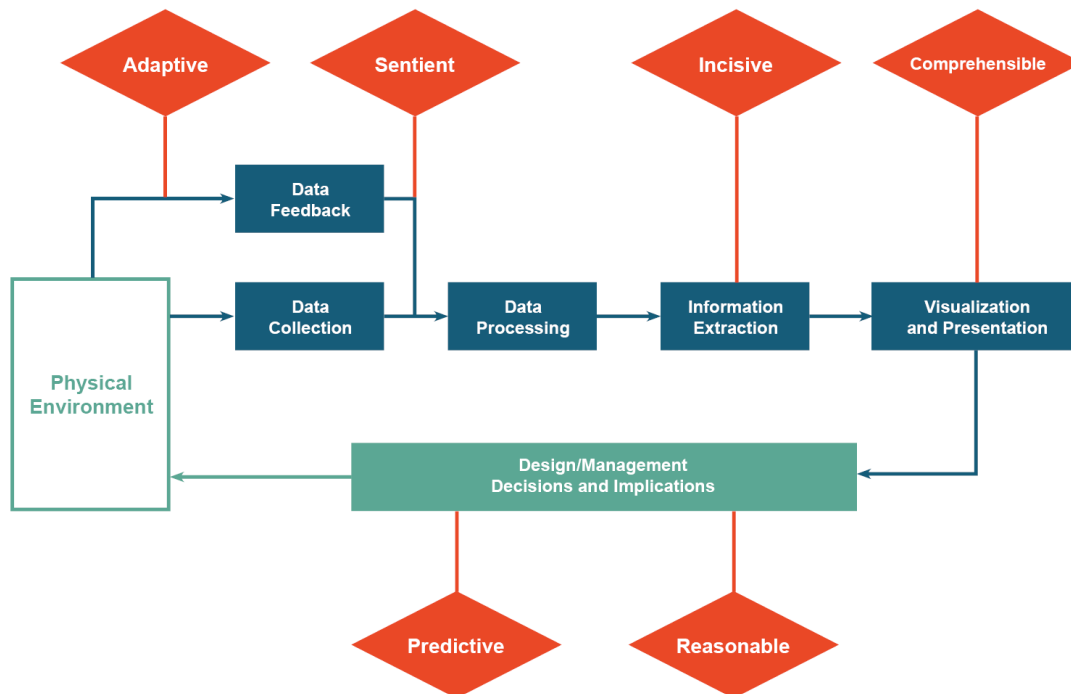 Adaptive
Sentient
Incisive
Comprehensible
Data
Feedback
Data
Collection
Data
Processing
Information
Extraction
Visualization
and Presentation
Physical
Environment
Design/Management
Decisions and Implications
Predictive
Reasonable